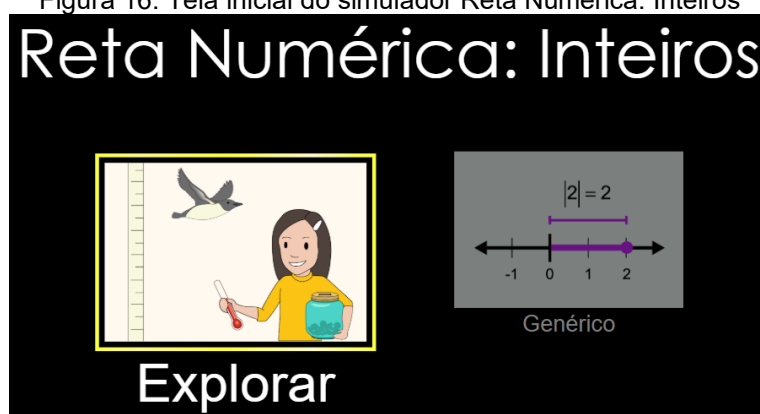 Figura 16: Tela inicial do simulador Reta Numérica: Inteiros
Reta Numérica: Inteiros
|2| = 2
-1 0 1 2
Genérico
Explorar